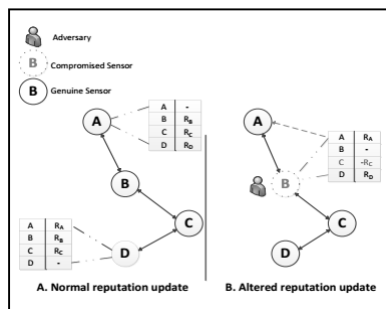 Adversary
B Compromised Sensor
B Genuine Sensor
A
A -
B R_B
C R_C
D R_D
B
C
D
A R_A
B R_B
C R_C
D -
A. Normal reputation update
A
A R_A
B -
C -R_C
D R_D
B
C
D
B. Altered reputation update